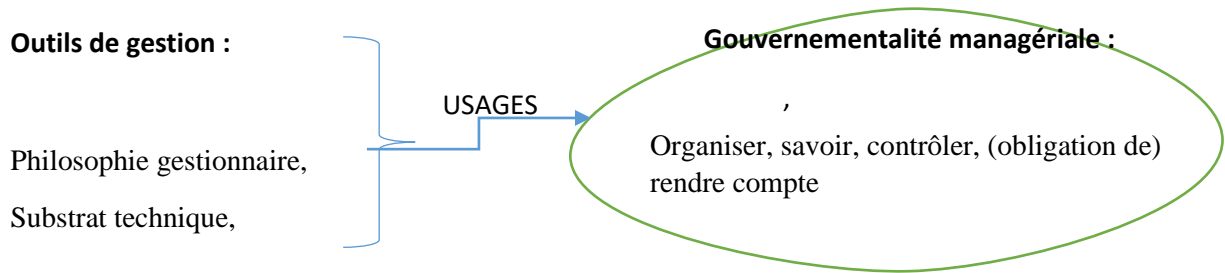 Outils de gestion :
Philosophie gestionnaire,
Substrat technique,
USAGES
Gouvernementalité managériale :
,
Organiser, savoir, contrôler, (obligation de)
rendre compte